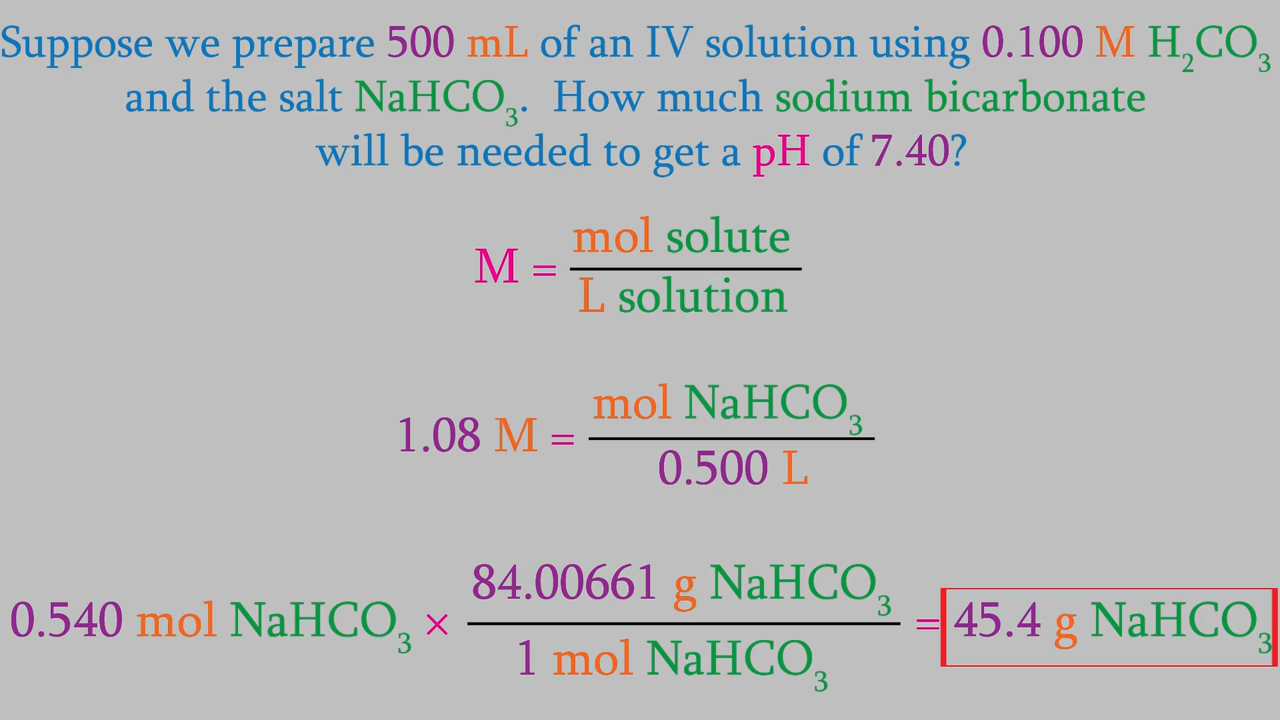 Suppose we prepare 500 mL of an IV solution using 0.100 M H₂CO₃
and the salt NaHCO₃. How much sodium bicarbonate
will be needed to get a pH of 7.40?
M = mol solute / L solution
1.08 M = mol NaHCO₃ / 0.500 L
0.540 mol NaHCO₃ × 84.00661 g NaHCO₃ / 1 mol NaHCO₃ = 45.4 g NaHCO₃